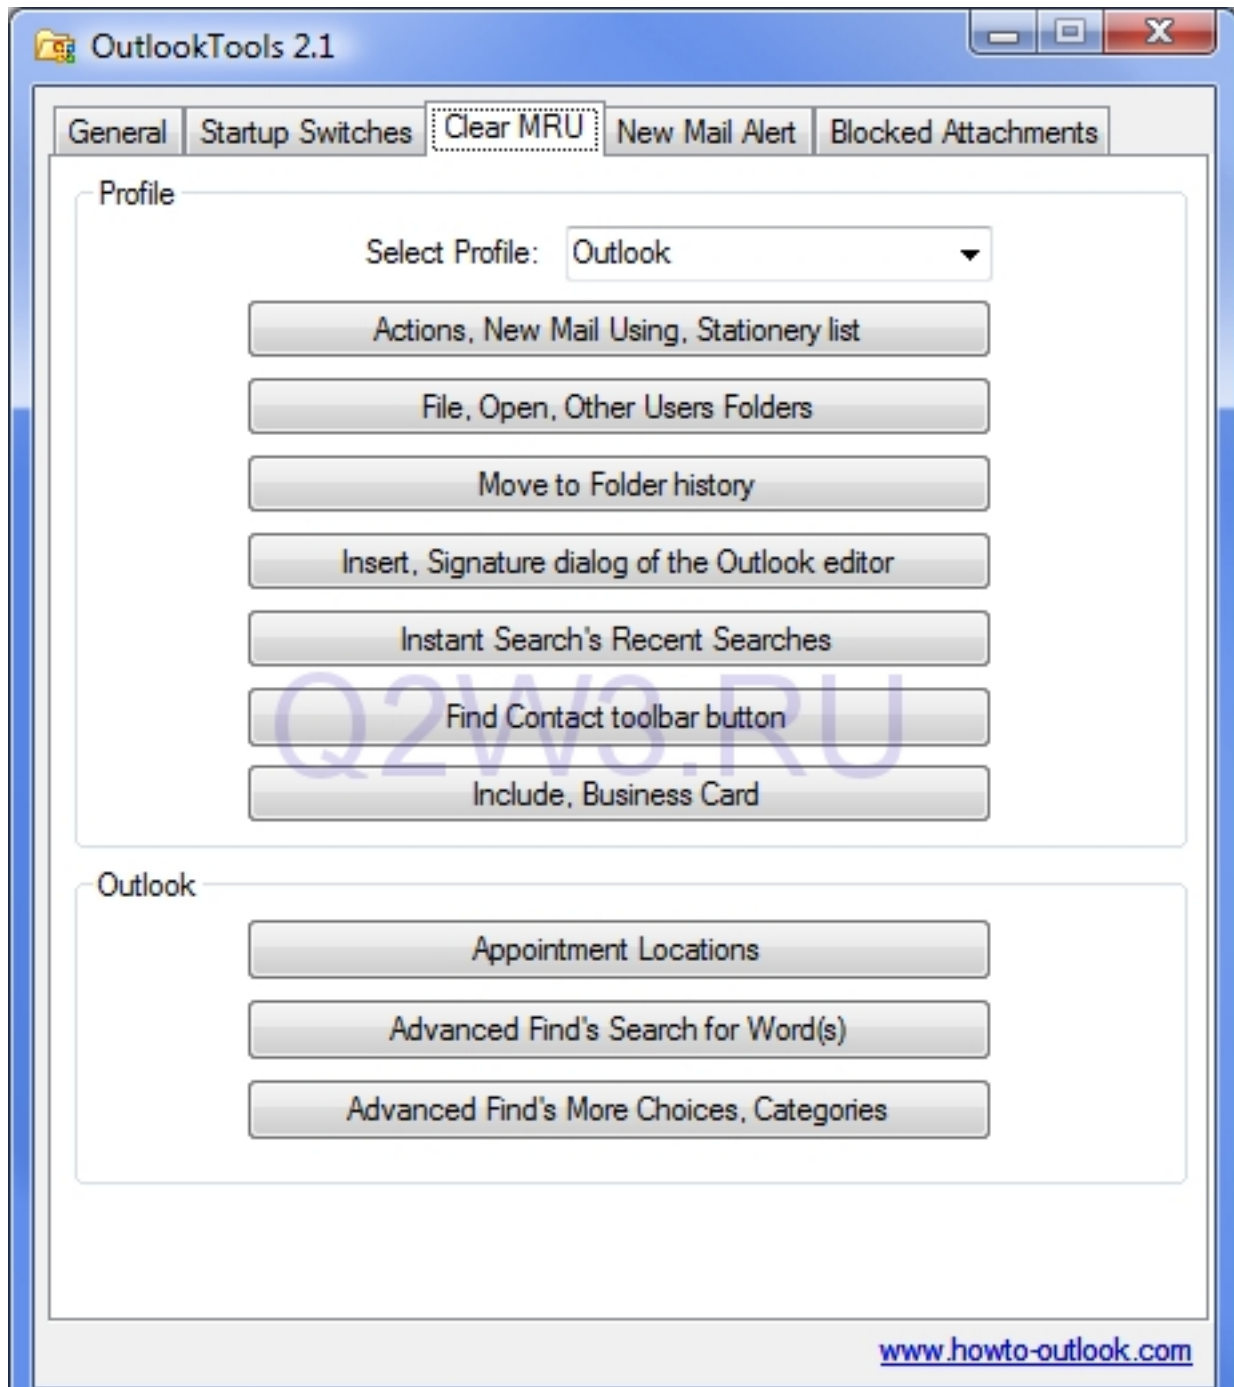 OutlookTools 2.1
General Startup Switches Clear MRU New Mail Alert Blocked Attachments
Profile
Select Profile: Outlook
Actions, New Mail Using, Stationery list
File, Open, Other Users Folders
Move to Folder history
Insert, Signature dialog of the Outlook editor
Instant Search's Recent Searches
Q2W3.RU
Find Contact toolbar button
Include, Business Card
Outlook
Appointment Locations
Advanced Find's Search for Word(s)
Advanced Find's More Choices, Categories
www.howto-outlook.com